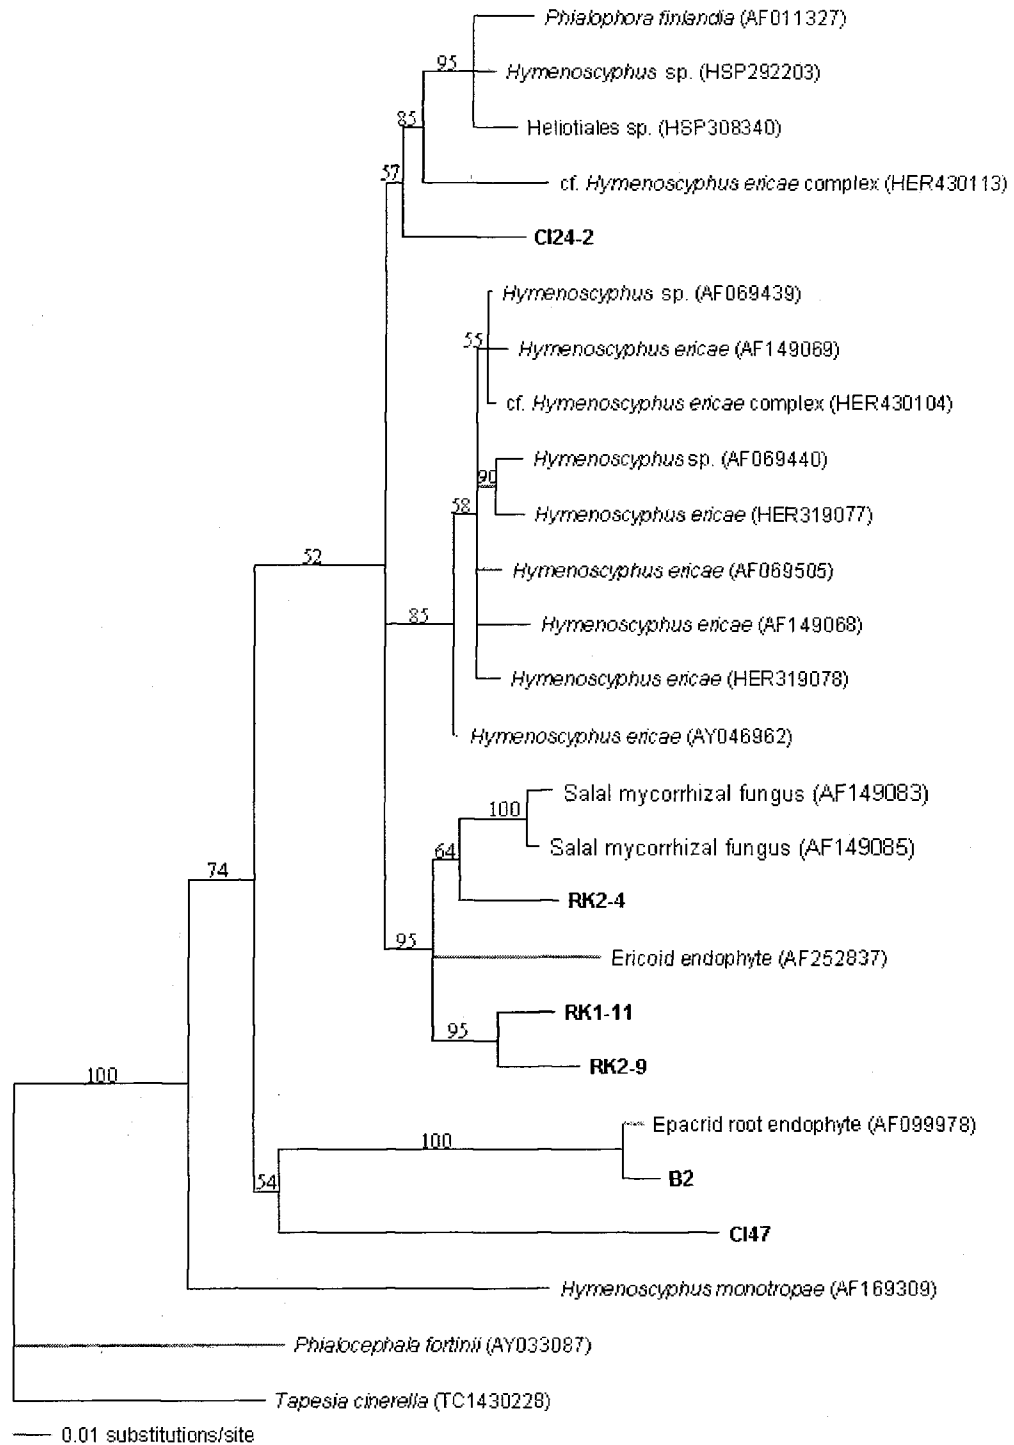 Phialophora finlandia (AF011327)
95
Hymenoscyphus sp. (HSP292203)
85
Heliotiales sp. (HSP308340)
57
cf. Hymenoscyphus ericae complex (HER430113)
CI24-2
Hymenoscyphus sp. (AF069439)
55
Hymenoscyphus ericae (AF149069)
cf. Hymenoscyphus ericae complex (HER430104)
Hymenoscyphus sp. (AF069440)
90
58
Hymenoscyphus ericae (HER319077)
52
Hymenoscyphus ericae (AF069505)
85
Hymenoscyphus ericae (AF149068)
Hymenoscyphus ericae (HER319078)
Hymenoscyphus ericae (AY046962)
Salal mycorrhizal fungus (AF149083)
100
Salal mycorrhizal fungus (AF149085)
64
74
RK2-4
95
Ericoid endophyte (AF252837)
RK1-11
95
RK2-9
100
Epacrid root endophyte (AF099978)
100
B2
54
CI47
Hymenoscyphus monotropae (AF169309)
Phialocephala fortinii (AY033087)
Tapesia cinerella (TC1430228)
0.01 substitutions/site